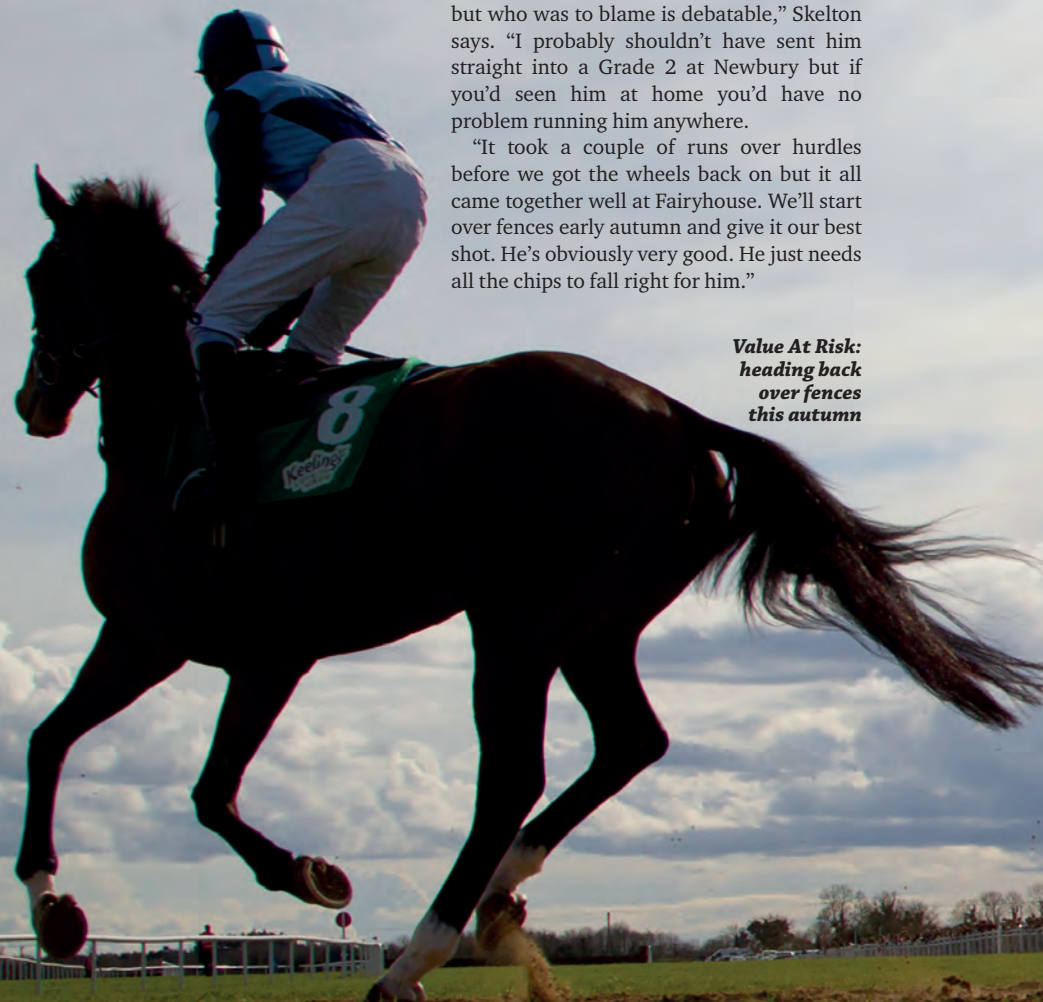 but who was to blame is debatable,” Skelton
says. “I probably shouldn’t have sent him
straight into a Grade 2 at Newbury but if
you’d seen him at home you’d have no
problem running him anywhere.
“It took a couple of runs over hurdles
before we got the wheels back on but it all
came together well at Fairyhouse. We’ll start
over fences early autumn and give it our best
shot. He’s obviously very good. He just needs
all the chips to fall right for him.”
Value At Risk:
heading back
over fences
this autumn
8
Keelings